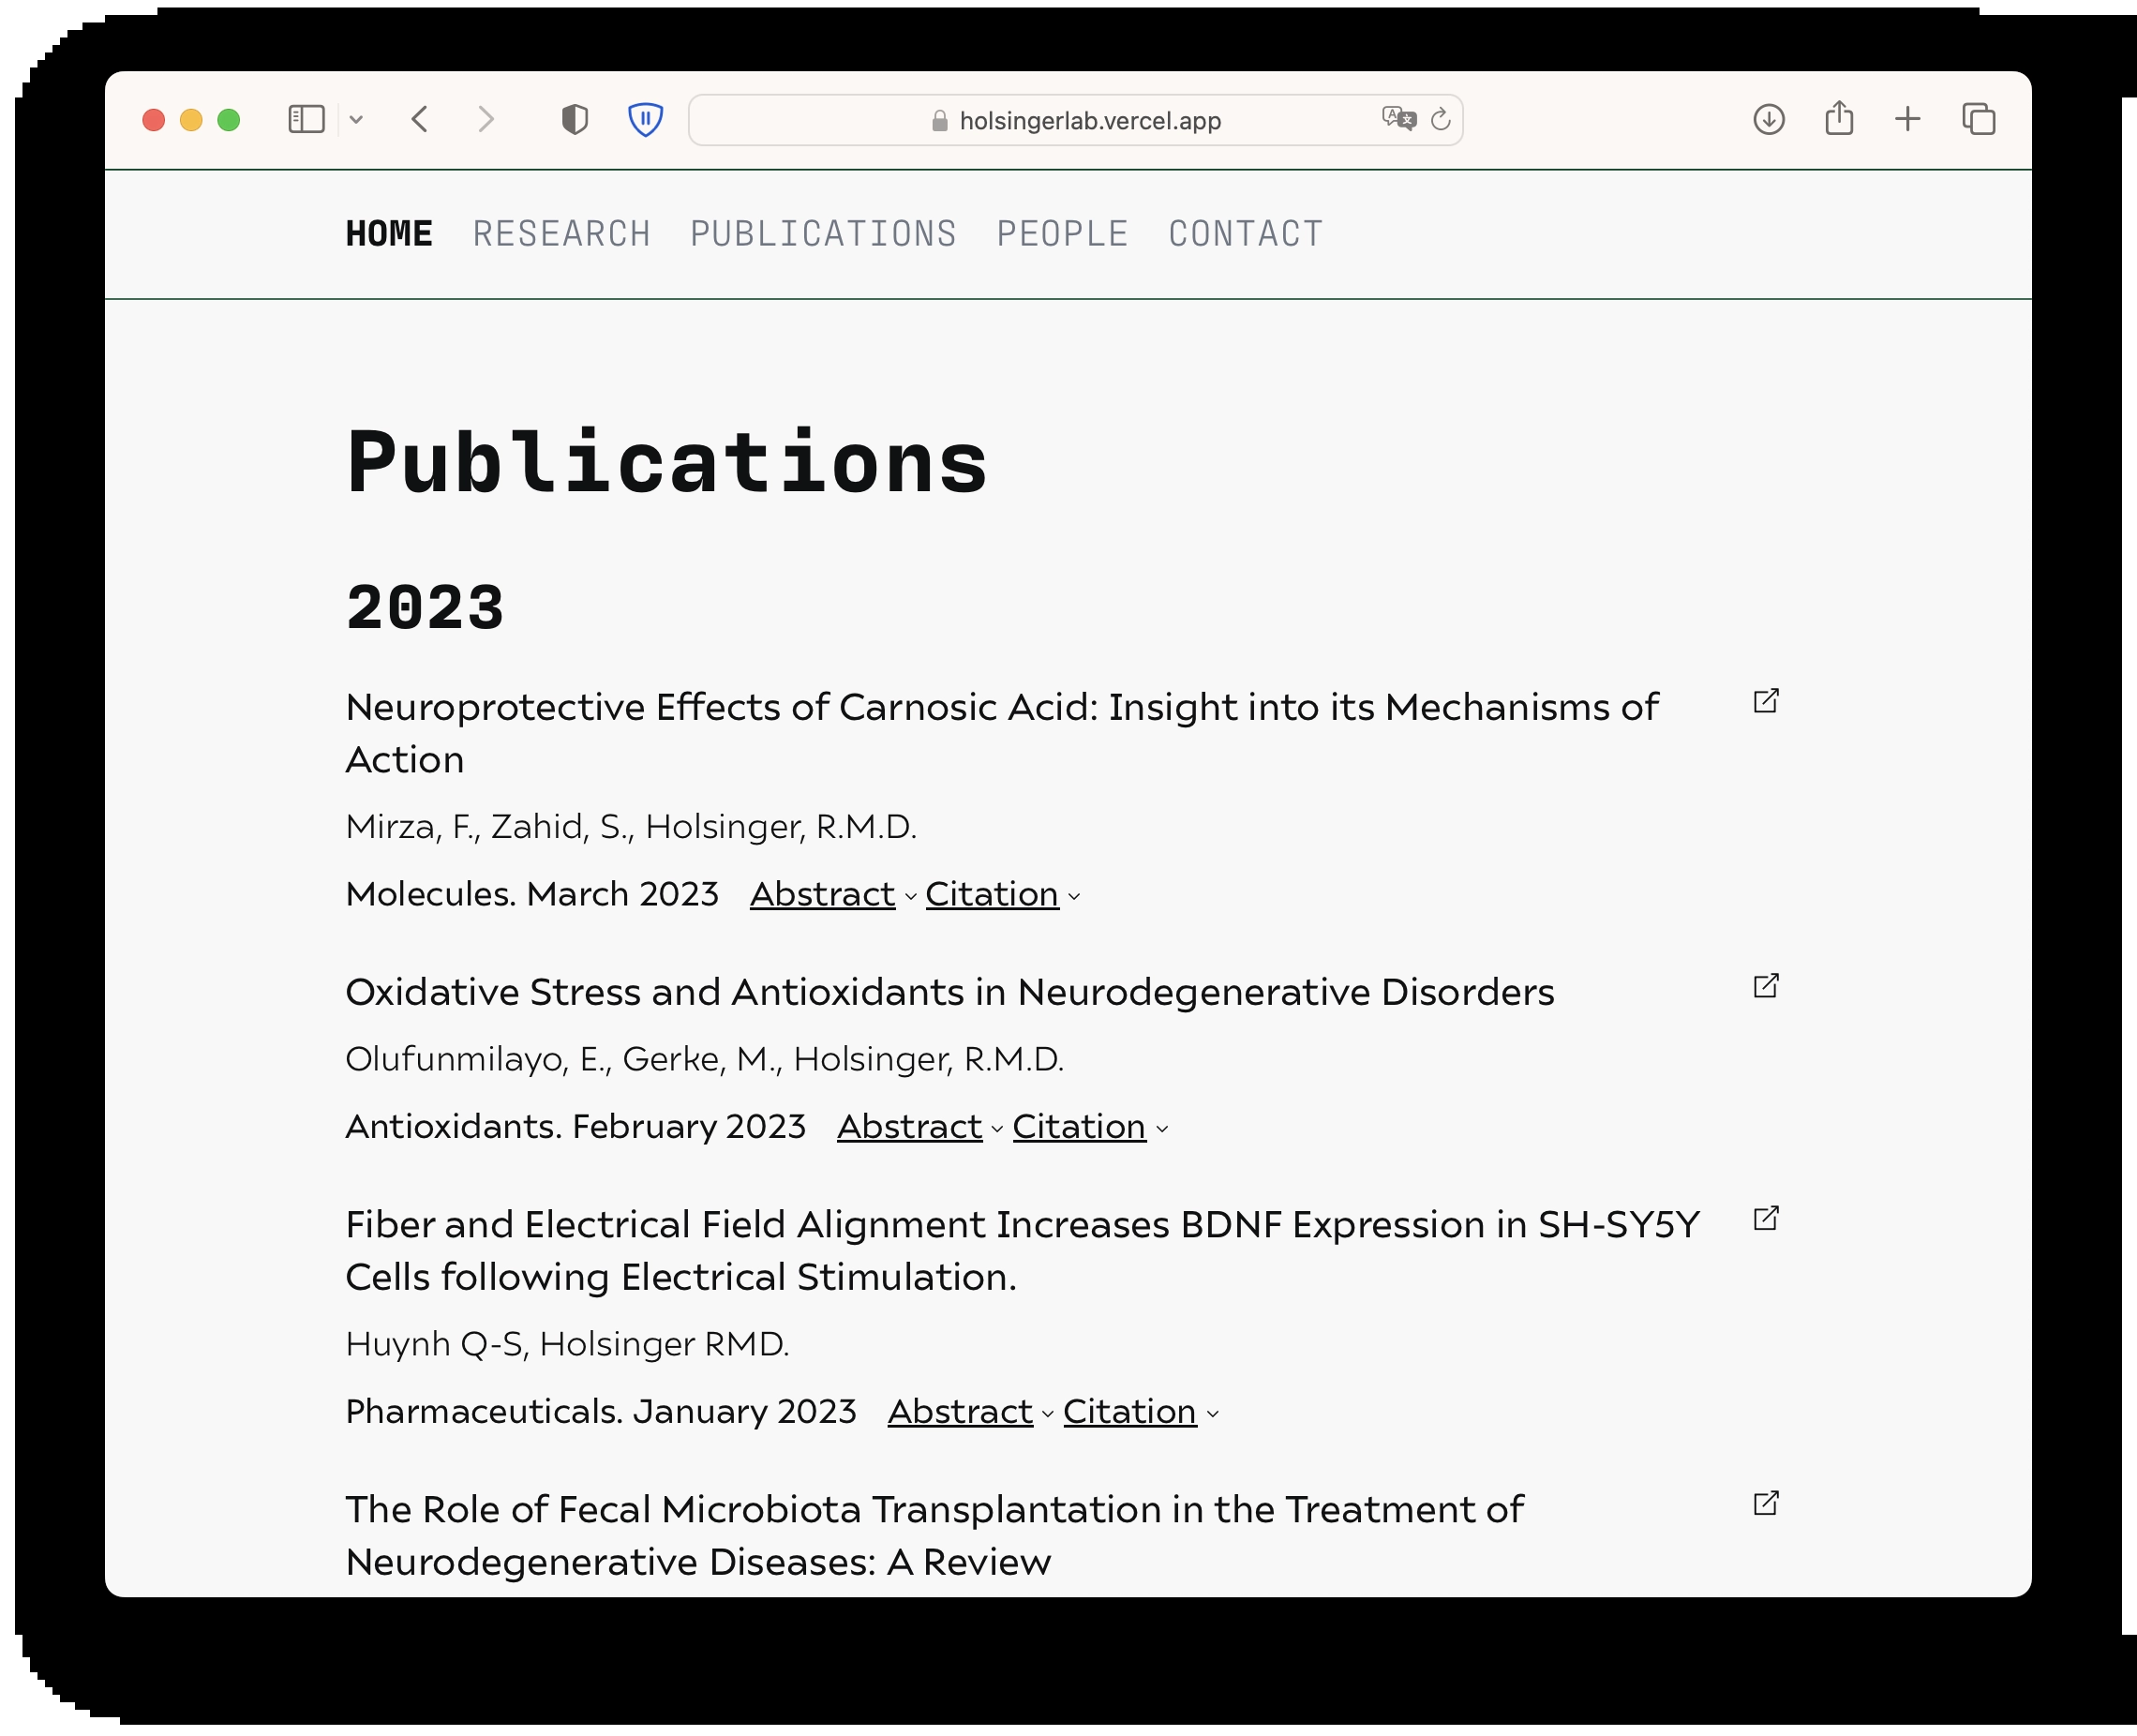 holsingerlab.vercel.app
HOME RESEARCH PUBLICATIONS PEOPLE CONTACT
Publications
2023
Neuroprotective Effects of Carnosic Acid: Insight into its Mechanisms of
Action
Mirza, F., Zahid, S., Holsinger, R.M.D.
Molecules. March 2023 Abstract Citation
Oxidative Stress and Antioxidants in Neurodegenerative Disorders
Olufunmilayo, E., Gerke, M., Holsinger, R.M.D.
Antioxidants. February 2023 Abstract Citation
Fiber and Electrical Field Alignment Increases BDNF Expression in SH-SY5Y
Cells following Electrical Stimulation.
Huynh Q-S, Holsinger RMD.
Pharmaceuticals. January 2023 Abstract Citation
The Role of Fecal Microbiota Transplantation in the Treatment of
Neurodegenerative Diseases: A Review